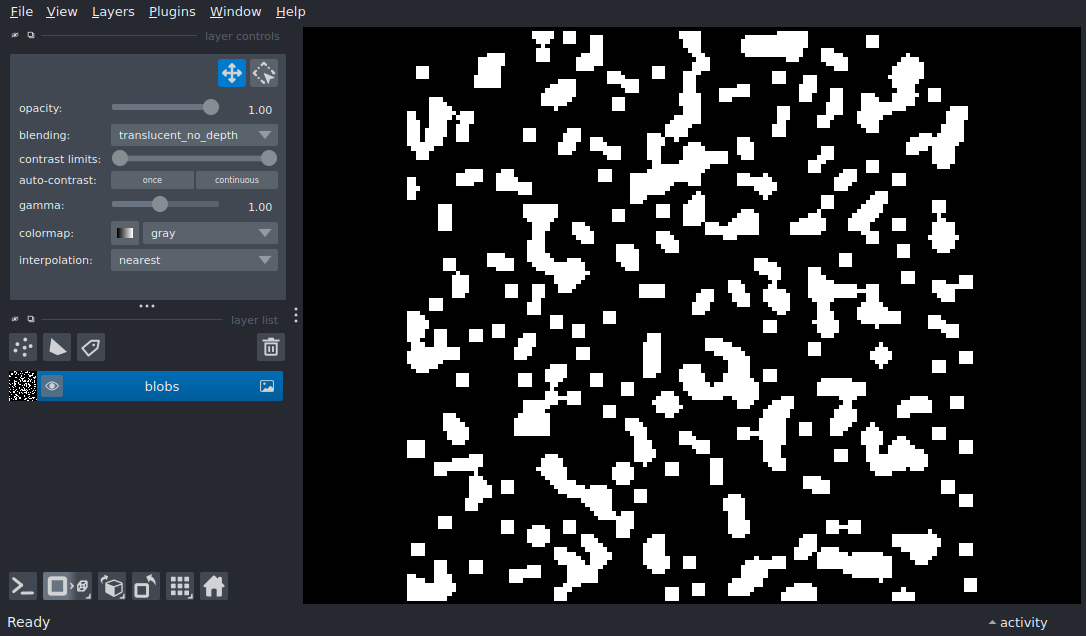 File View Layers Plugins Window Help
layer controls
opacity: 1.00
blending: translucent_no_depth
contrast limits:
auto-contrast: once continuous
gamma: 1.00
colormap: gray
interpolation: nearest
layer list
blobs
Ready
activity